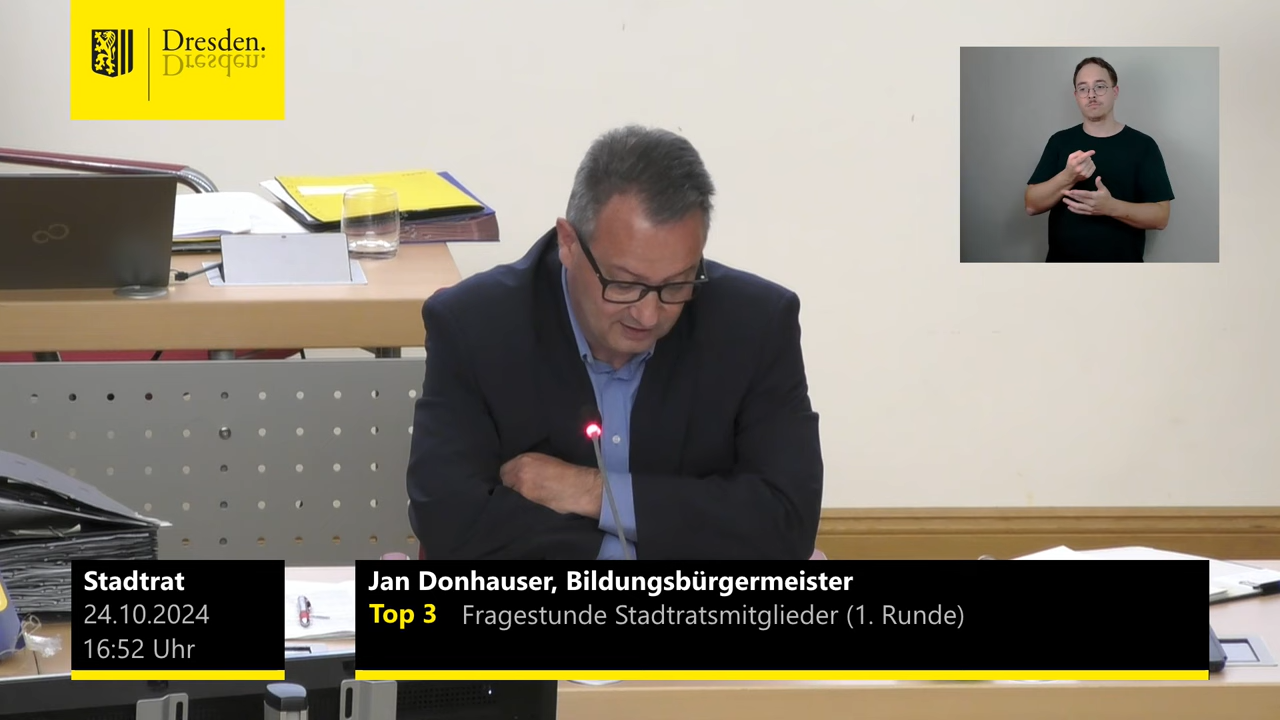 Dresden.
Dresden.
Stadtrat
24.10.2024
16:52 Uhr
Jan Donhauser, Bildungsbürgermeister
Top 3 Fragestunde Stadtratsmitglieder (1. Runde)